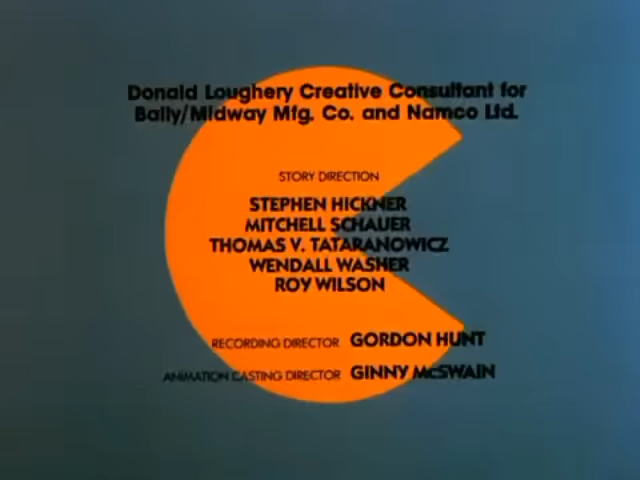 Donald Loughery Creative Consultant for
Bally/Midway Mfg. Co. and Namco Ltd.
STORY DIRECTION
STEPHEN HICKNER
MITCHELL SCHAUER
THOMAS V. TATARANOWICZ
WENDALL WASHER
ROY WILSON
RECORDING DIRECTOR GORDON HUNT
ANIMATION CASTING DIRECTOR GINNY McSWAIN